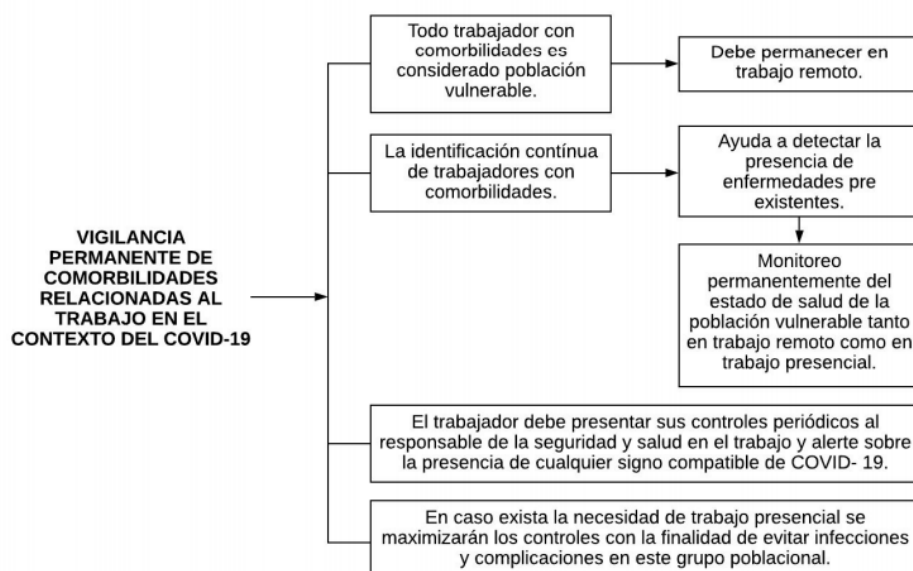 VIGILANCIA
PERMANENTE DE
COMORBILIDADES
RELACIONADAS AL
TRABAJO EN EL
CONTEXTO DEL COVID-19
Todo trabajador con
comorbilidades es
considerado población
vulnerable.
Debe permanecer en
trabajo remoto.
La identificación contínua
de trabajadores con
comorbilidades.
Ayuda a detectar la
presencia de
enfermedades pre
existentes.
Monitoreo
permanentemente del
estado de salud de la
población vulnerable tanto
en trabajo remoto como en
trabajo presencial.
El trabajador debe presentar sus controles periódicos al
responsable de la seguridad y salud en el trabajo y alerte sobre
la presencia de cualquier signo compatible de COVID- 19.
En caso exista la necesidad de trabajo presencial se
maximizarán los controles con la finalidad de evitar infecciones
y complicaciones en este grupo poblacional.